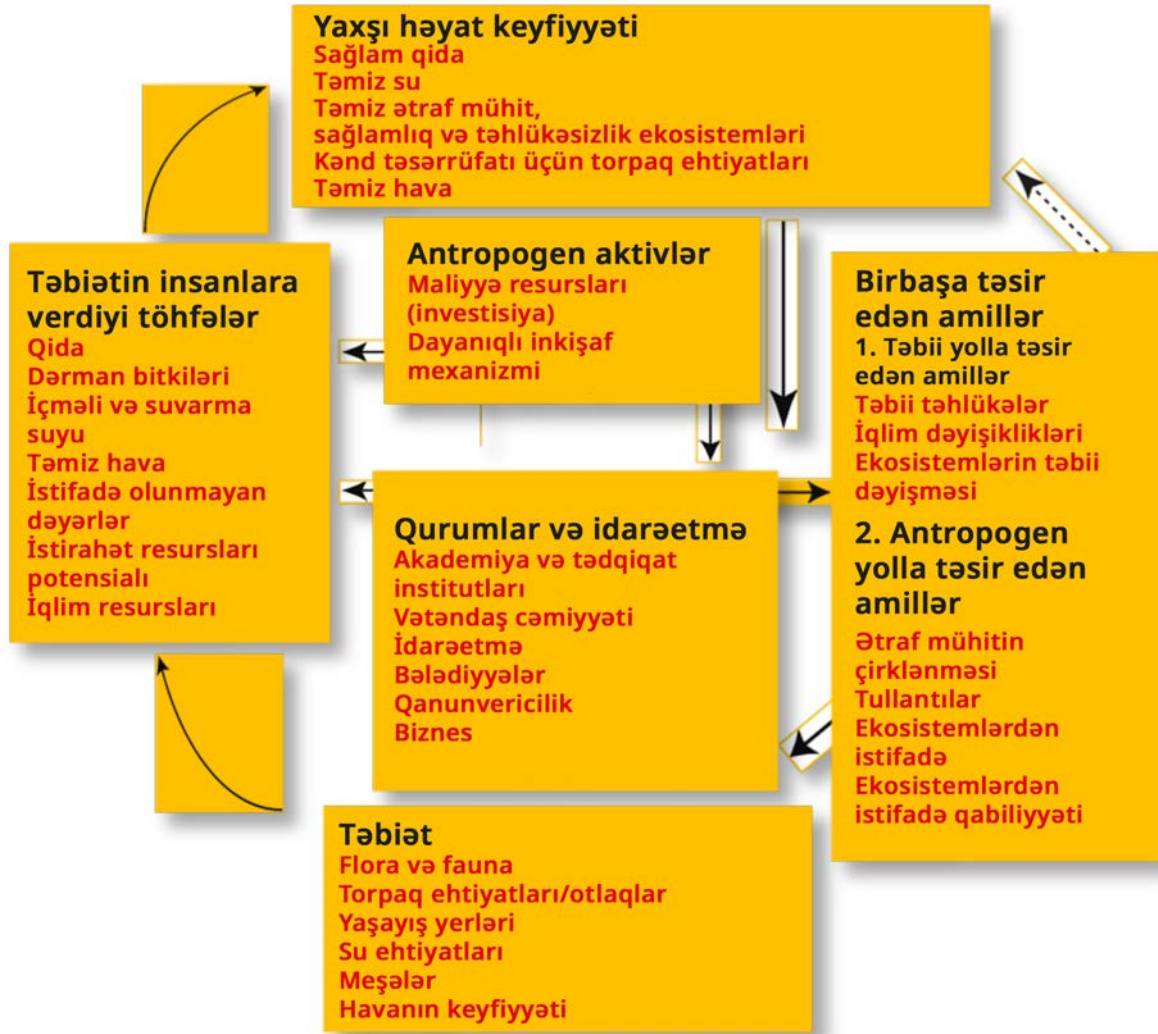 Yaxşı həyat keyfiyyəti
Sağlam qida
Təmiz su
Təmiz ətraf mühit,
sağlamlıq və təhlükəsizlik ekosistemləri
Kənd təsərrüfatı üçün torpaq ehtiyatları
Təmiz hava
Təbiətin insanlara
verdiyi töhfələr
Qida
Dərman bitkiləri
İçməli və suvarma
suyu
Təmiz hava
İstifadə olunmayan
dəyərlər
İstirahət resursları
potensialı
İqlim resursları
Antropogen aktivlər
Maliyyə resursları
(investisiya)
Dayanıqlı inkişaf
mexanizmi
Qurumlar və idarəetmə
Akademiya və tədqiqat
institutları
Vətəndaş cəmiyyəti
İdarəetmə
Bələdiyyələr
Qanunvericilik
Biznes
Birbaşa təsir
edən amillər
1. Təbii yolla təsir
edən amillər
Təbii təhlükələr
İqlim dəyişiklikləri
Ekosistemlərin təbii
dəyişməsi
2. Antropogen
yolla təsir edən
amillər
Ətraf mühitin
çirklənməsi
Tullantılar
Ekosistemlərdən
istifadə
Ekosistemlərdən
istifadə qabiliyyəti
Təbiət
Flora və fauna
Torpaq ehtiyatları/otlaqlar
Yaşayış yerləri
Su ehtiyatları
Meşələr
Havanın keyfiyyəti